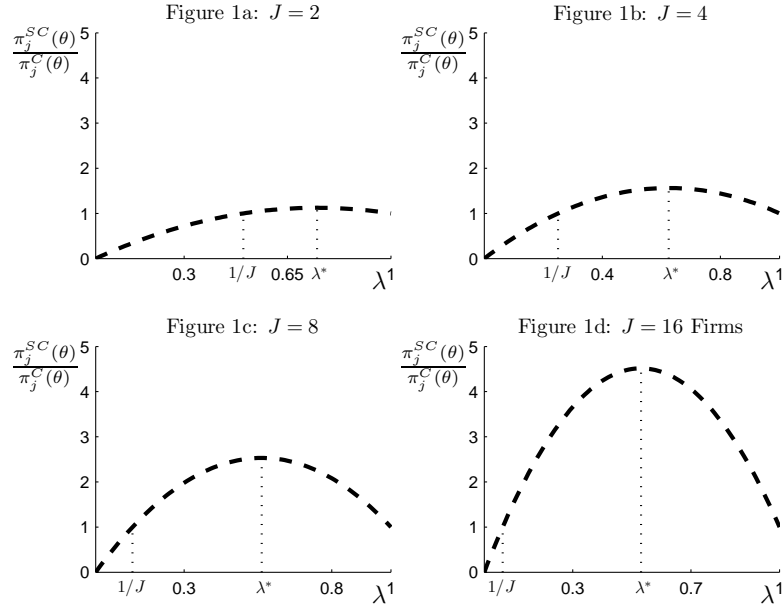 Figure 1a: J = 2
π_j^{SC}(θ)
π_j^{C}(θ)
5
4
3
2
1
0
0.3
1/J
0.65
λ*
λ
1
Figure 1b: J = 4
π_j^{SC}(θ)
π_j^{C}(θ)
5
4
3
2
1
0
1/J
0.4
λ*
0.8
λ
1
Figure 1c: J = 8
π_j^{SC}(θ)
π_j^{C}(θ)
5
4
3
2
1
0
1/J
0.3
λ*
0.8
λ
1
Figure 1d: J = 16 Firms
π_j^{SC}(θ)
π_j^{C}(θ)
5
4
3
2
1
0
1/J
0.3
λ*
0.7
λ
1